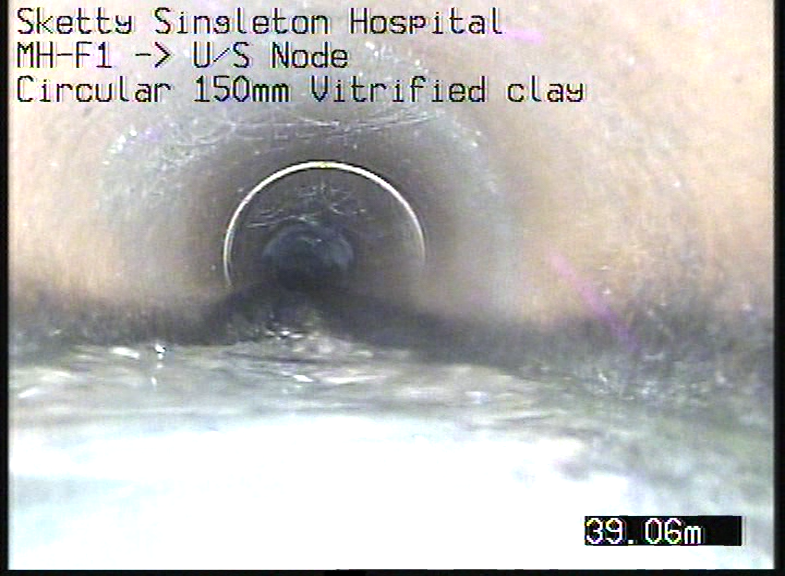 Sketty Singleton Hospital
MH-F1 -> U/S Node
Circular 150mm Vitrified clay
39.06m